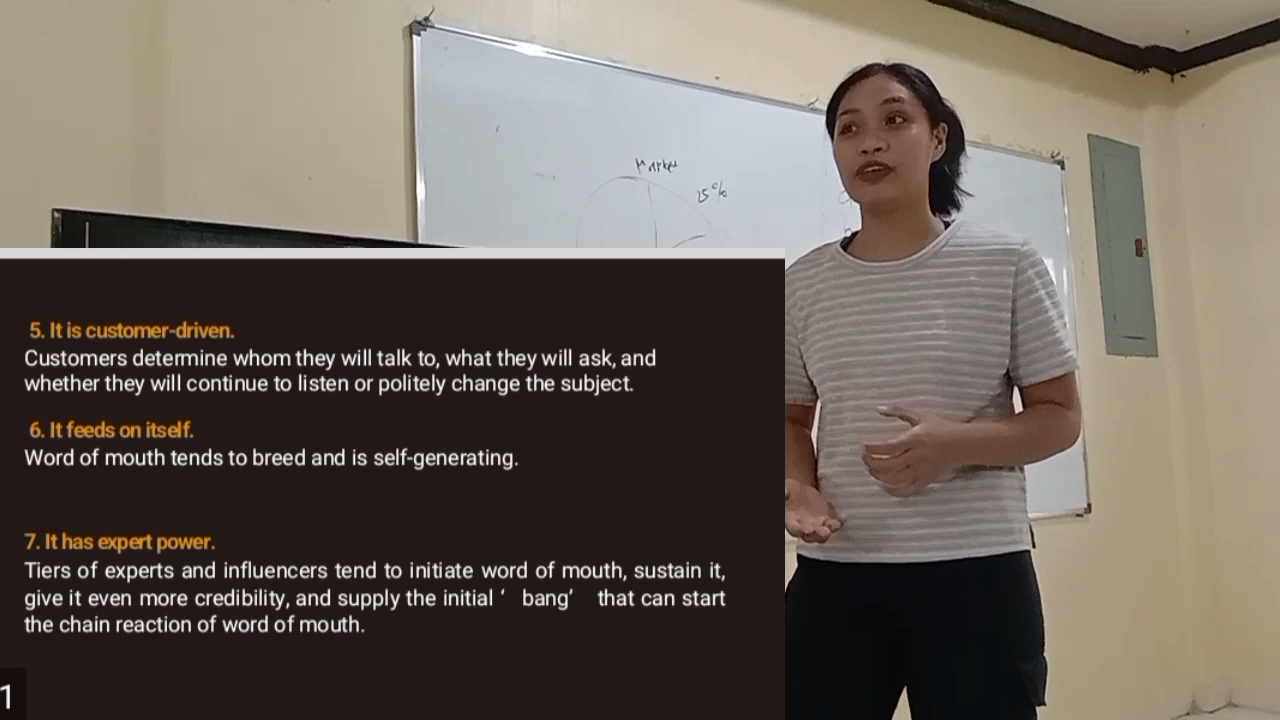 Market
25%
5. It is customer-driven.
Customers determine whom they will talk to, what they will ask, and
whether they will continue to listen or politely change the subject.
6. It feeds on itself.
Word of mouth tends to breed and is self-generating.
7. It has expert power.
Tiers of experts and influencers tend to initiate word of mouth, sustain it,
give it even more credibility, and supply the initial ‘ bang’ that can start
the chain reaction of word of mouth.
1